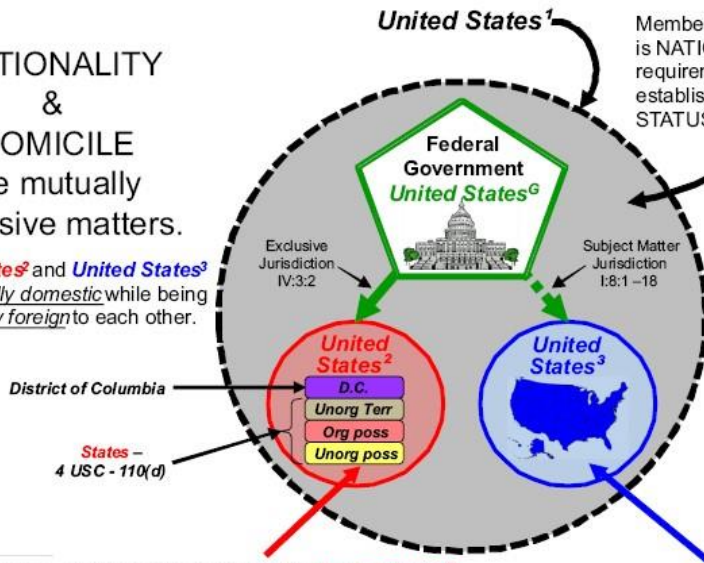 United States¹
TIONALITY
&
OMICILE
e mutually
sive matters.
tes² and United States³
lly domestic while being
y foreign to each other.
Membe
is NATI
requirer
establis
STATUS
Federal
Government
United Statesᴳ
Exclusive
Jurisdiction
IV:3:2
Subject Matter
Jurisdiction
I:8:1 –18
United
States²
D.C.
Unorg Terr
Org poss
Unorg poss
United
States³
District of Columbia
States –
4 USC - 110(d)